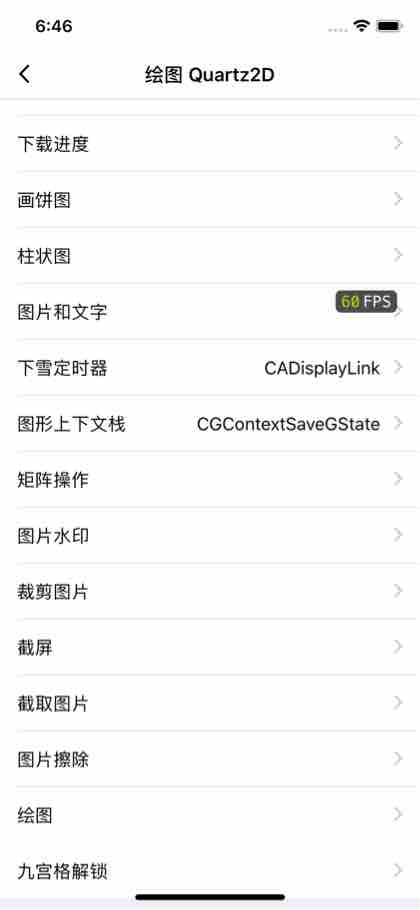 6:46
绘图 Quartz2D
下载进度
画饼图
柱状图
图片和文字
60 FPS
下雪定时器 CADisplayLink
图形上下文栈 CGContextSaveGState
矩阵操作
图片水印
裁剪图片
截屏
截取图片
图片擦除
绘图
九宫格解锁